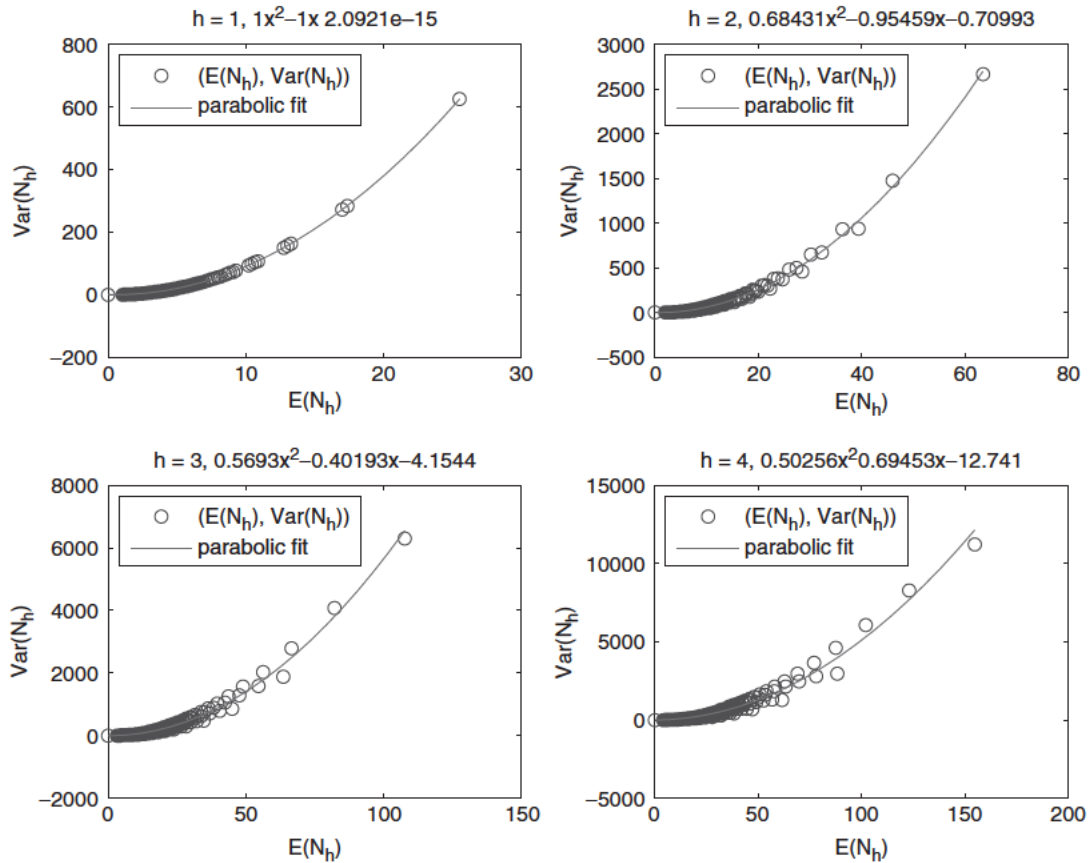 h = 1, 1x²–1x 2.0921e–15
800
600
400
200
0
–200
Var(Nₕ)
(E(Nₕ), Var(Nₕ))
parabolic fit
0
10
20
30
E(Nₕ)
h = 2, 0.68431x²–0.95459x–0.70993
3000
2500
2000
1500
1000
500
0
–500
Var(Nₕ)
(E(Nₕ), Var(Nₕ))
parabolic fit
0
20
40
60
80
E(Nₕ)
h = 3, 0.5693x²–0.40193x–4.1544
8000
6000
4000
2000
0
–2000
Var(Nₕ)
(E(Nₕ), Var(Nₕ))
parabolic fit
0
50
100
150
E(Nₕ)
h = 4, 0.50256x²0.69453x–12.741
15000
10000
5000
0
–5000
Var(Nₕ)
(E(Nₕ), Var(Nₕ))
parabolic fit
0
50
100
150
200
E(Nₕ)